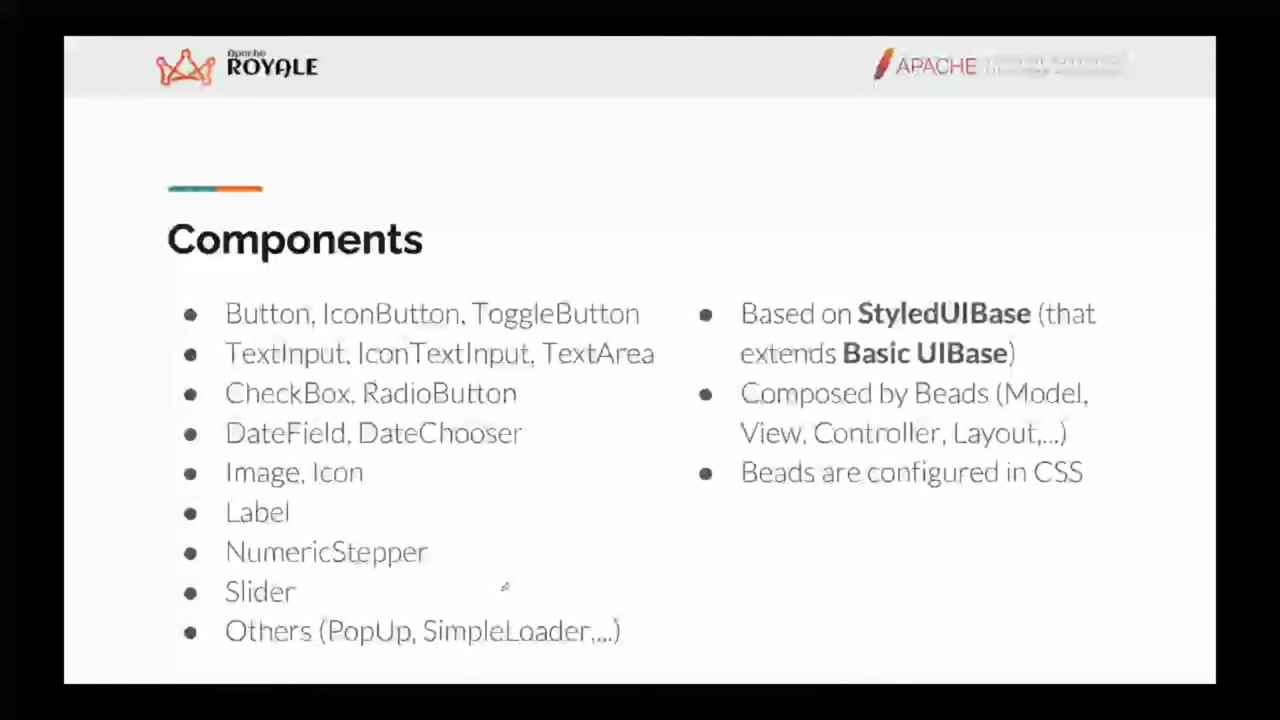 Apache
ROYALE
APACHE
Components
● Button, IconButton, ToggleButton
● TextInput, IconTextInput, TextArea
● CheckBox, RadioButton
● DateField, DateChooser
● Image, Icon
● Label
● NumericStepper
● Slider
● Others (PopUp, SimpleLoader,...)
● Based on StyledUIBase (that
extends Basic UIBase)
● Composed by Beads (Model,
View, Controller, Layout,...)
● Beads are configured in CSS